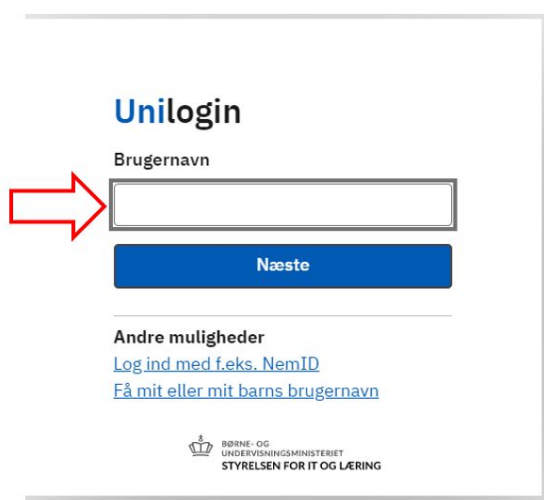 Unilogin
Brugernavn
Næste
Andre muligheder
Log ind med f.eks. NemID
Få mit eller mit barns brugernavn
BØRNE- OG
UNDERVISNINGSMINISTERIET
STYRELSEN FOR IT OG LÆRING